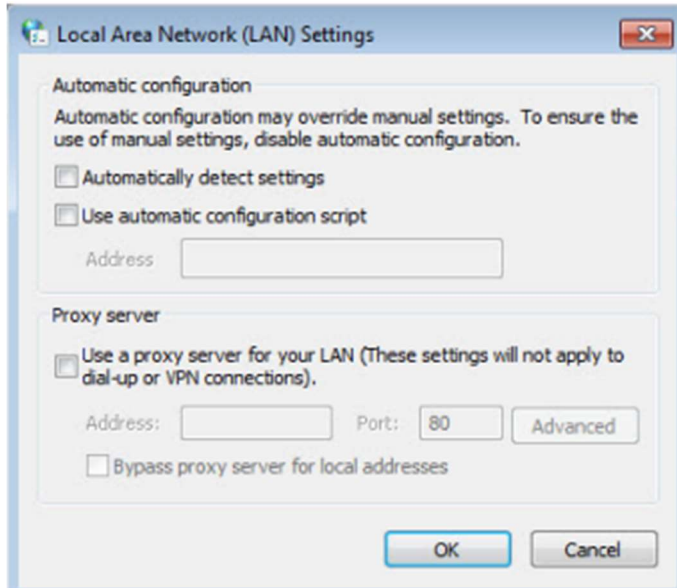 Local Area Network (LAN) Settings
Automatic configuration
Automatic configuration may override manual settings. To ensure the
use of manual settings, disable automatic configuration.
Automatically detect settings
Use automatic configuration script
Address
Proxy server
Use a proxy server for your LAN (These settings will not apply to
dial-up or VPN connections).
Address: Port: 80 Advanced
Bypass proxy server for local addresses
OK Cancel